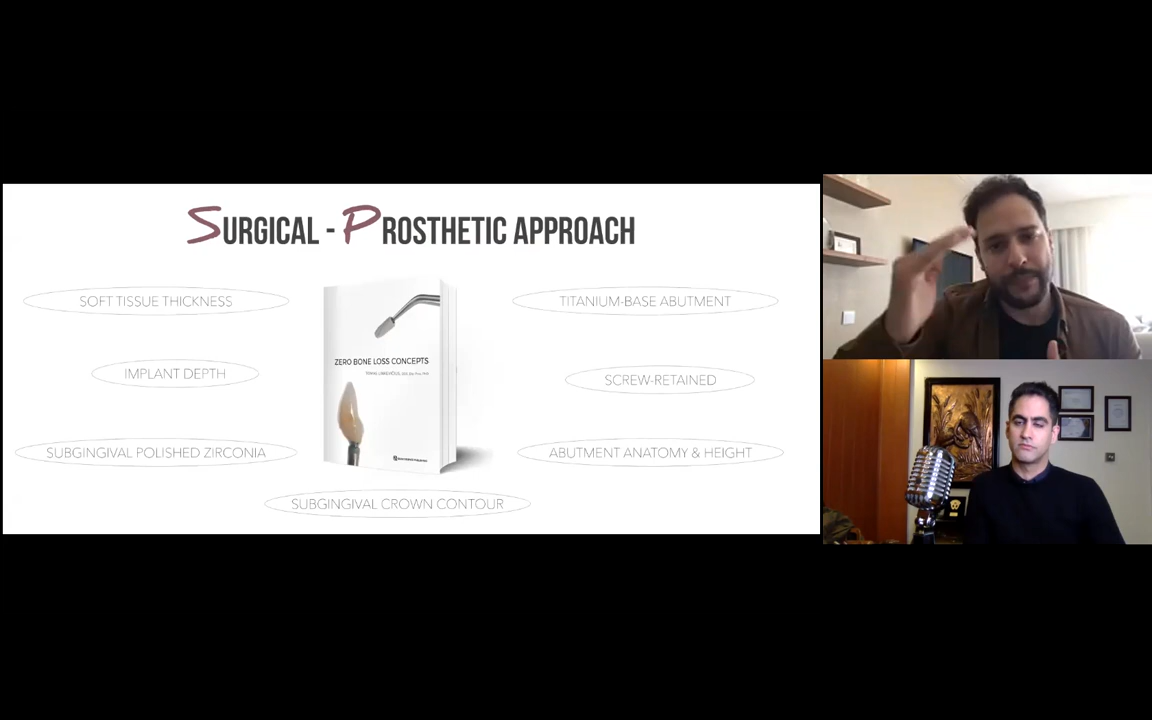 SURGICAL - PROSTHETIC APPROACH
SOFT TISSUE THICKNESS
TITANIUM-BASE ABUTMENT
ZERO BONE LOSS CONCEPTS
IMPLANT DEPTH
SCREW-RETAINED
SUBGINGIVAL POLISHED ZIRCONIA
ABUTMENT ANATOMY & HEIGHT
SUBGINGIVAL CROWN CONTOUR